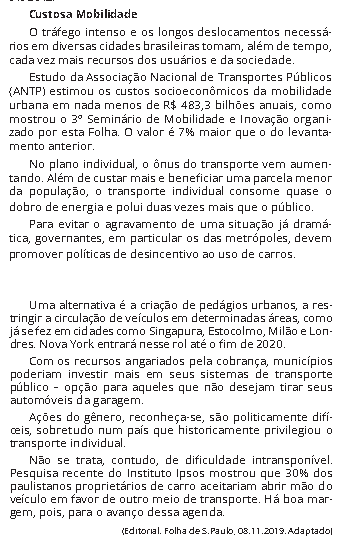 Custosa Mobilidade
O tráfego intenso e os longos deslocamentos necessá-
rios em diversas cidades brasileiras tomam, além de tempo,
cada vez mais recursos dos usuários e da sociedade.
Estudo da Associação Nacional de Transportes Públicos
(ANTP) estimou os custos socioeconômicos da mobilidade
urbana em nada menos de R$ 483,3 bilhões anuais, como
mostrou o 3º Seminário de Mobilidade e Inovação organi-
zado por esta Folha. O valor é 7% maior que o do levanta-
mento anterior.
No plano individual, o ônus do transporte vem aumen-
tando. Além de custar mais e beneficiar uma parcela menor
da população, o transporte individual consome quase o
dobro de energia e polui duas vezes mais que o público.
Para evitar o agravamento de uma situação já dramá-
tica, governantes, em particular os das metrópoles, devem
promover políticas de desincentivo ao uso de carros.
Uma alternativa é a criação de pedágios urbanos, a res-
tringir a circulação de veículos em determinadas áreas, como
já se fez em cidades como Singapura, Estocolmo, Milão e Lon-
dres. Nova York entrará nesse rol até o fim de 2020.
Com os recursos angariados pela cobrança, municípios
poderiam investir mais em seus sistemas de transporte
público – opção para aqueles que não desejam tirar seus
automóveis da garagem.
Ações do gênero, reconheça-se, são politicamente difí-
ceis, sobretudo num país que historicamente privilegiou o
transporte individual.
Não se trata, contudo, de dificuldade intransponível.
Pesquisa recente do Instituto Ipsos mostrou que 30% dos
paulistanos proprietários de carro aceitariam abrir mão do
veículo em favor de outro meio de transporte. Há boa mar-
gem, pois, para o avanço dessa agenda.
(Editorial. Folha de S.Paulo, 08.11.2019. Adaptado)